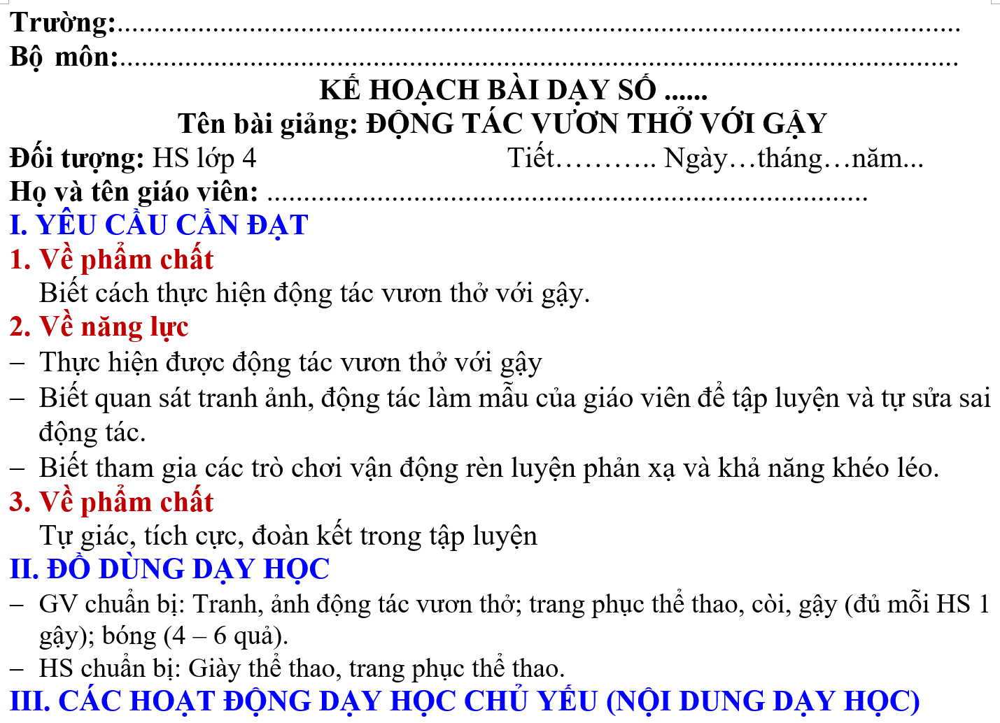 Trường:....................................................................................................................
Bộ môn:....................................................................................................................
KẾ HOẠCH BÀI DẠY SỐ ......
Tên bài giảng: ĐỘNG TÁC VƯƠN THỞ VỚI GẬY
Đối tượng: HS lớp 4 Tiết……….. Ngày…tháng…năm...
Họ và tên giáo viên: ..................................................................................
I. YÊU CẦU CẦN ĐẠT
1. Về phẩm chất
Biết cách thực hiện động tác vươn thở với gậy.
2. Về năng lực
– Thực hiện được động tác vươn thở với gậy
– Biết quan sát tranh ảnh, động tác làm mẫu của giáo viên để tập luyện và tự sửa sai
động tác.
– Biết tham gia các trò chơi vận động rèn luyện phản xạ và khả năng khéo léo.
3. Về phẩm chất
Tự giác, tích cực, đoàn kết trong tập luyện
II. ĐỒ DÙNG DẠY HỌC
– GV chuẩn bị: Tranh, ảnh động tác vươn thở; trang phục thể thao, còi, gậy (đủ mỗi HS 1
gậy); bóng (4 – 6 quả).
– HS chuẩn bị: Giày thể thao, trang phục thể thao.
III. CÁC HOẠT ĐỘNG DẠY HỌC CHỦ YẾU (NỘI DUNG DẠY HỌC)